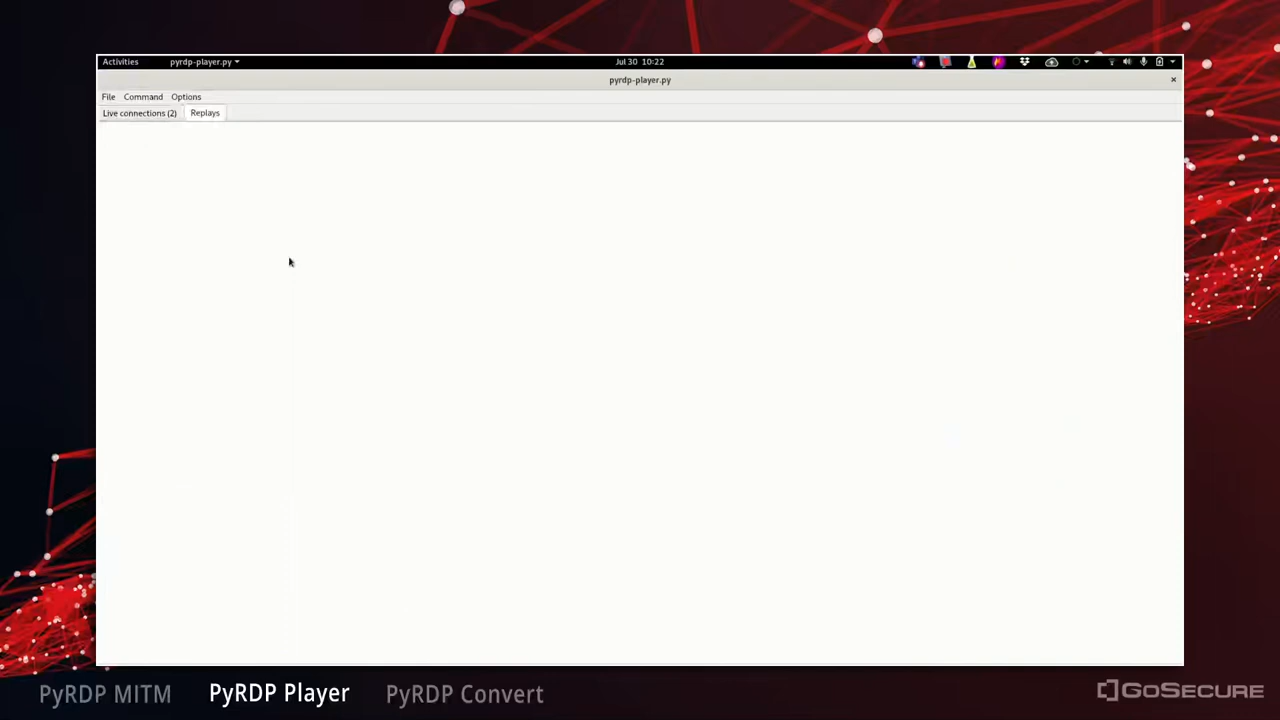 Activities pyrdp-player.py Jul 30 10:22
pyrdp-player.py ×
File Command Options
Live connections (2) Replays
PyRDP MITM PyRDP Player PyRDP Convert GoSECURE